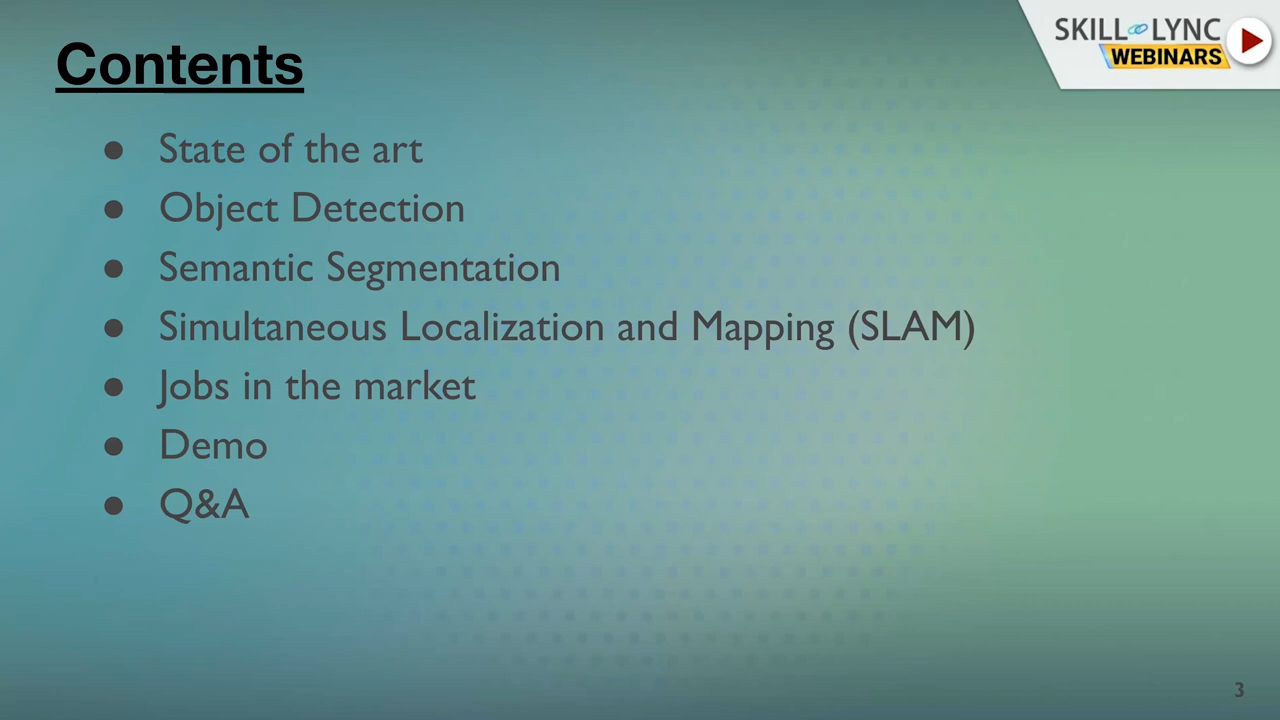 Contents
SKILL LYNC
WEBINARS
● State of the art
● Object Detection
● Semantic Segmentation
● Simultaneous Localization and Mapping (SLAM)
● Jobs in the market
● Demo
● Q&A
3